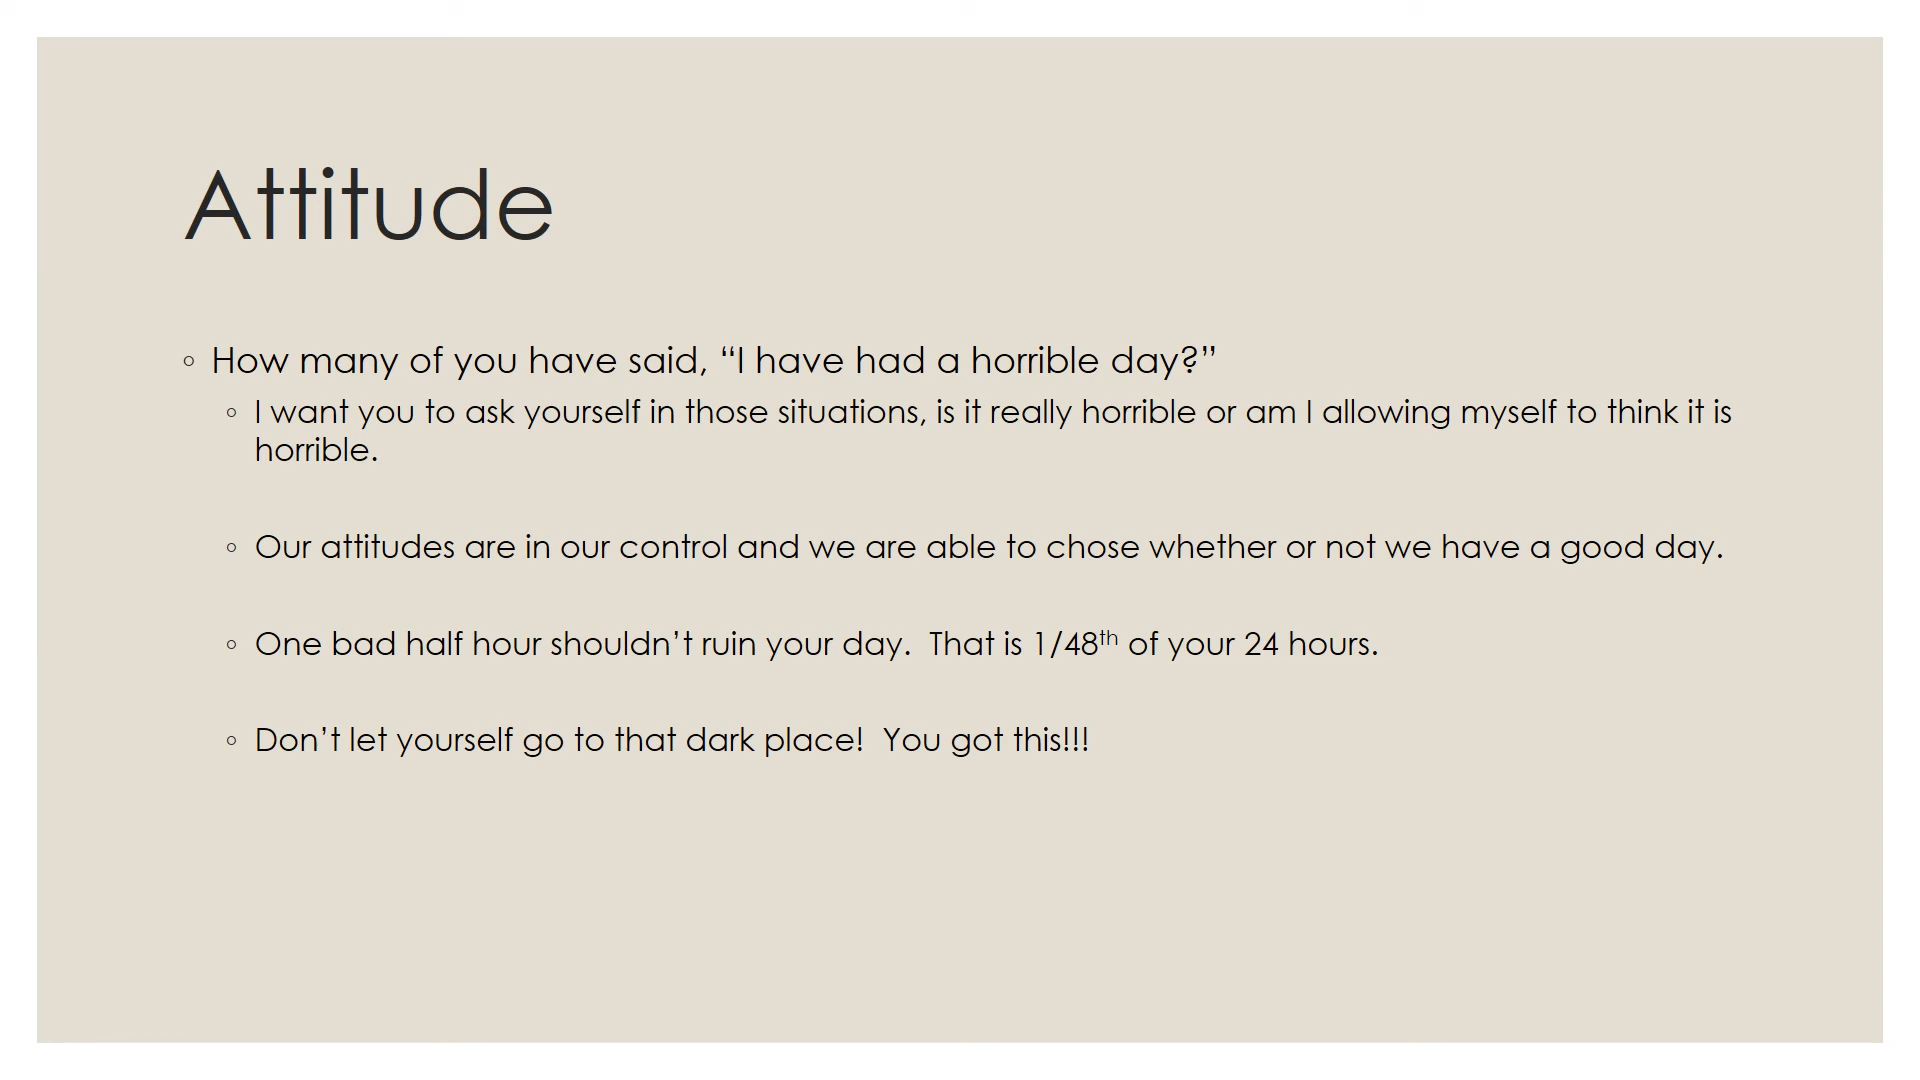 Attitude
◦ How many of you have said, “I have had a horrible day?”
◦ I want you to ask yourself in those situations, is it really horrible or am I allowing myself to think it is
horrible.
◦ Our attitudes are in our control and we are able to chose whether or not we have a good day.
◦ One bad half hour shouldn’t ruin your day.  That is 1/48th of your 24 hours.
◦ Don’t let yourself go to that dark place!  You got this!!!